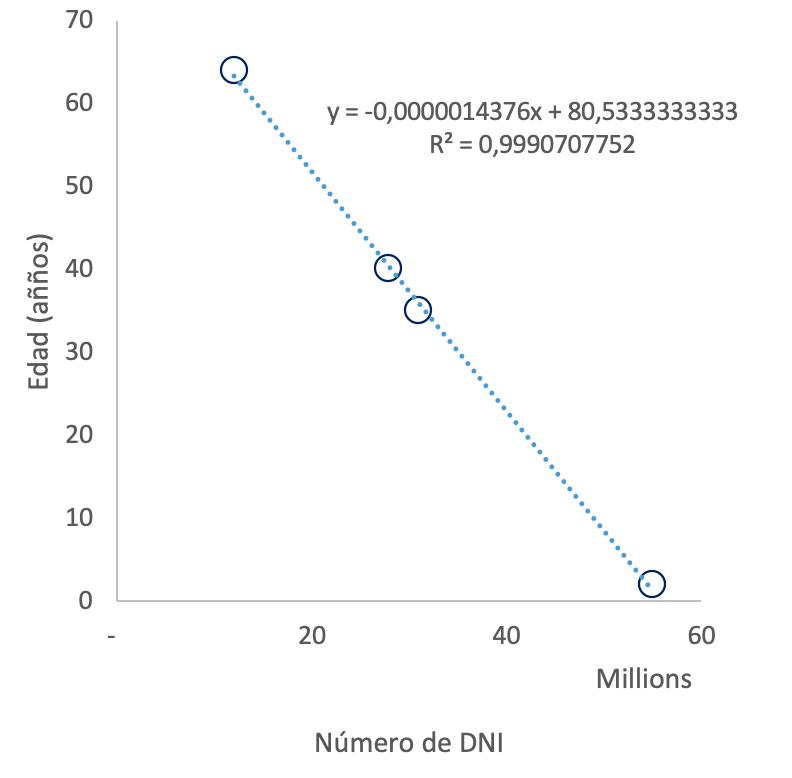 70
60
50
40
30
20
10
0
Edad (añños)
y = -0,0000014376x + 80,5333333333
R² = 0,9990707752
- 20 40 60
Millions
Número de DNI